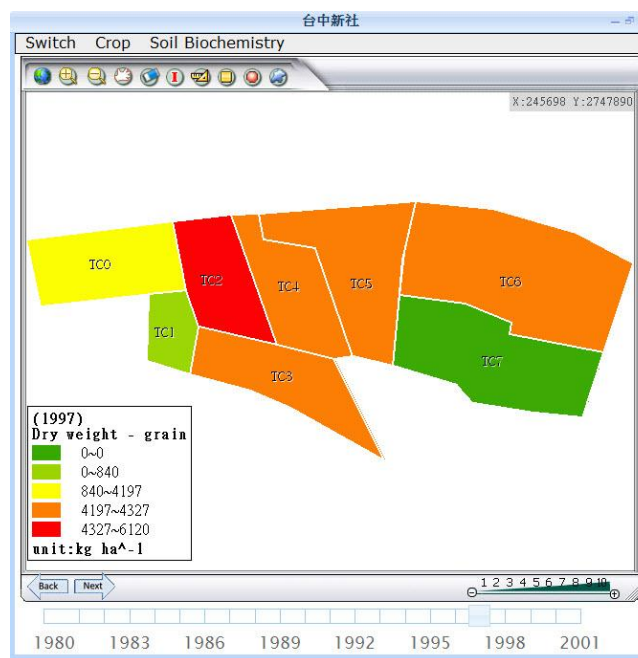 台中新社
Switch Crop Soil Biochemistry
X:245698 Y:2747890
TC0
TC2
TC4
TC5
TC6
TC1
TC3
TC7
(1997)
Dry weight - grain
0~0
0~840
840~4197
4197~4327
4327~6120
unit:kg ha^-1
Back Next
1 2 3 4 5 6 7 8 9 10
1980 1983 1986 1989 1992 1995 1998 2001